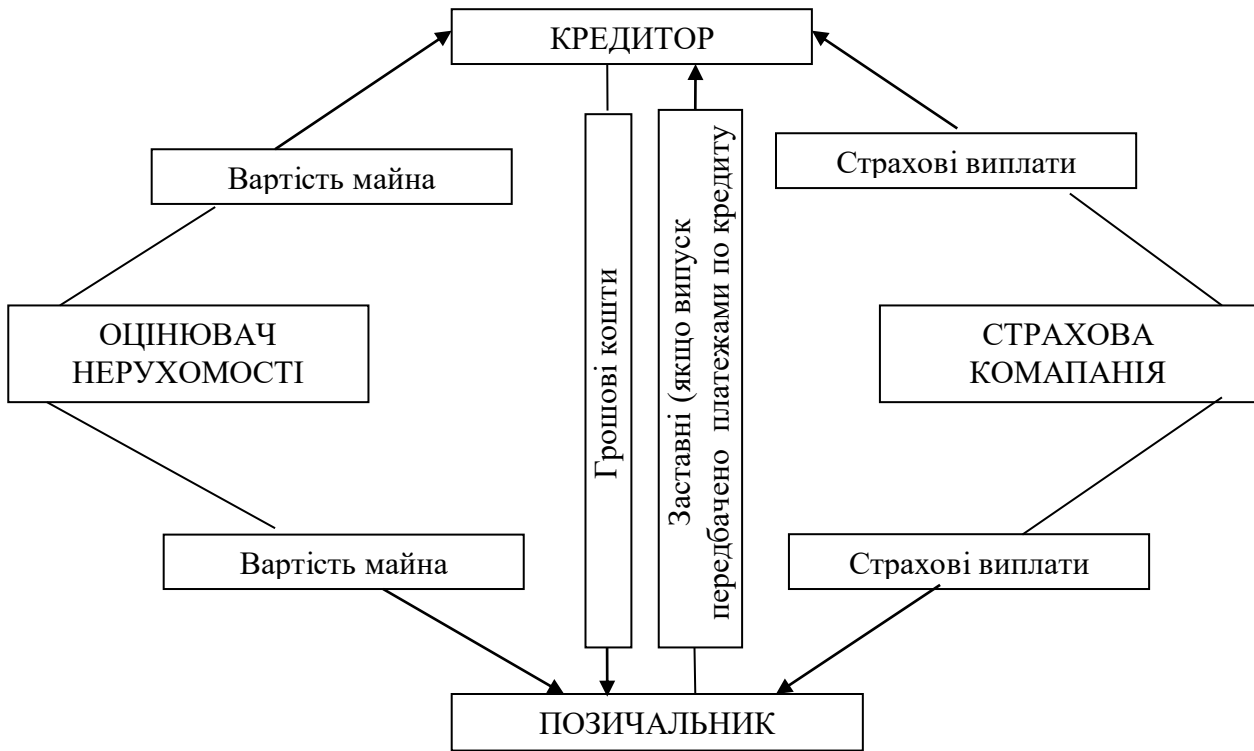 КРЕДИТОР
Вартість майна
Страхові виплати
ОЦІНЮВАЧ
НЕРУХОМОСТІ
Грошові кошти
Заставні (якщо випуск
передбачено платежами по кредиту
СТРАХОВА
КОМАПАНІЯ
Вартість майна
Страхові виплати
ПОЗИЧАЛЬНИК